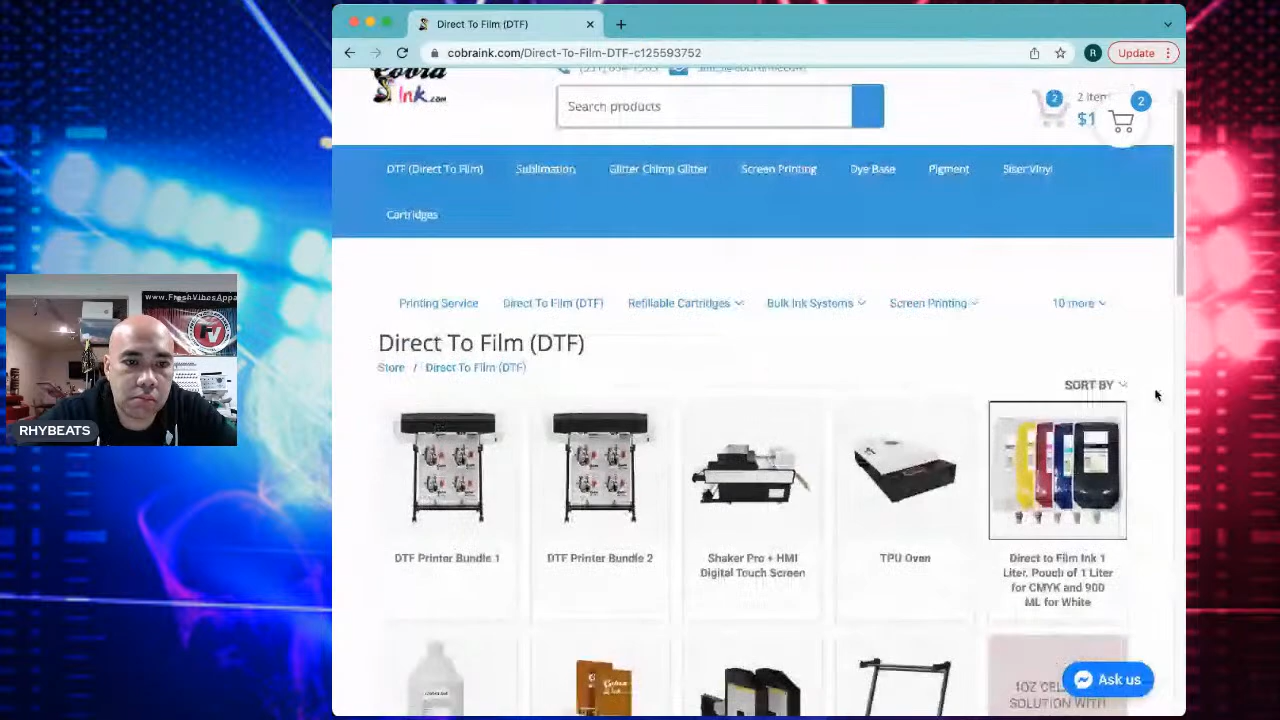 Direct To Film (DTF)
cobraink.com/Direct-To-Film-DTF-c125593752
R
Update
Cobra
Ink.com
Search products
2
2 Item
2
$1
DTF (Direct To Film)
Sublimation
Glitter Chimp Glitter
Screen Printing
Dye Base
Pigment
Siser Vinyl
Cartridges
Printing Service
Direct To Film (DTF)
Refillable Cartridges
Bulk Ink Systems
Screen Printing
10 more
Direct To Film (DTF)
Store / Direct To Film (DTF)
SORT BY
www.FreshVibesAppa
FV
RHYBEATS
DTF Printer Bundle 1
DTF Printer Bundle 2
Shaker Pro + HMI
Digital Touch Screen
TPU Oven
Direct to Film Ink 1
Liter. Pouch of 1 Liter
for CMYK and 900
ML for White
Cobra
SOLUTION WITH
Ask us